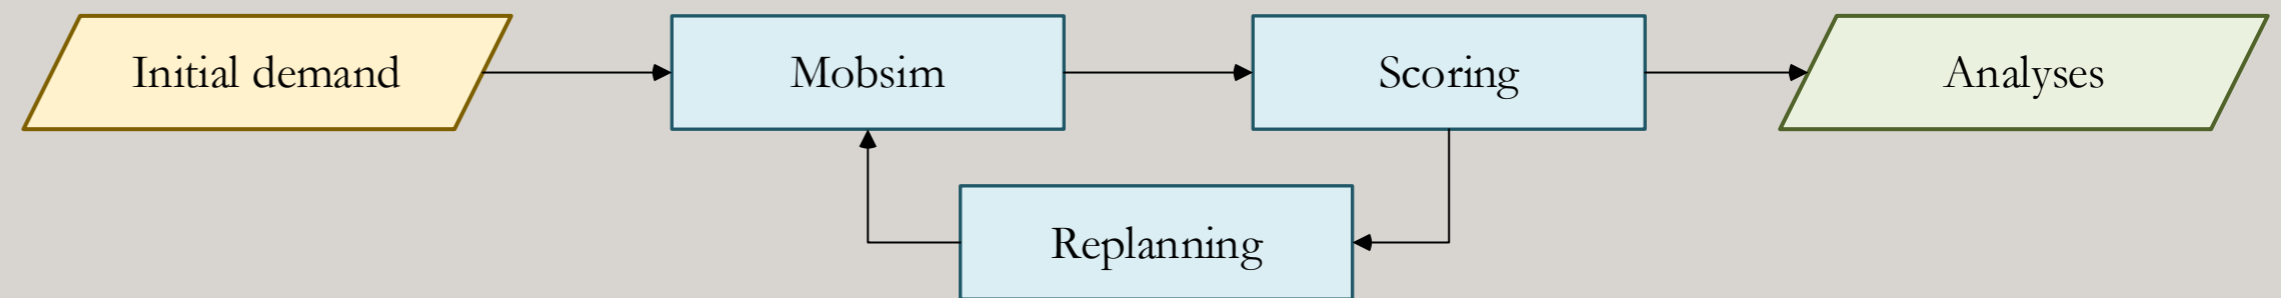 Initial demand
Mobsim
Scoring
Analyses
Replanning